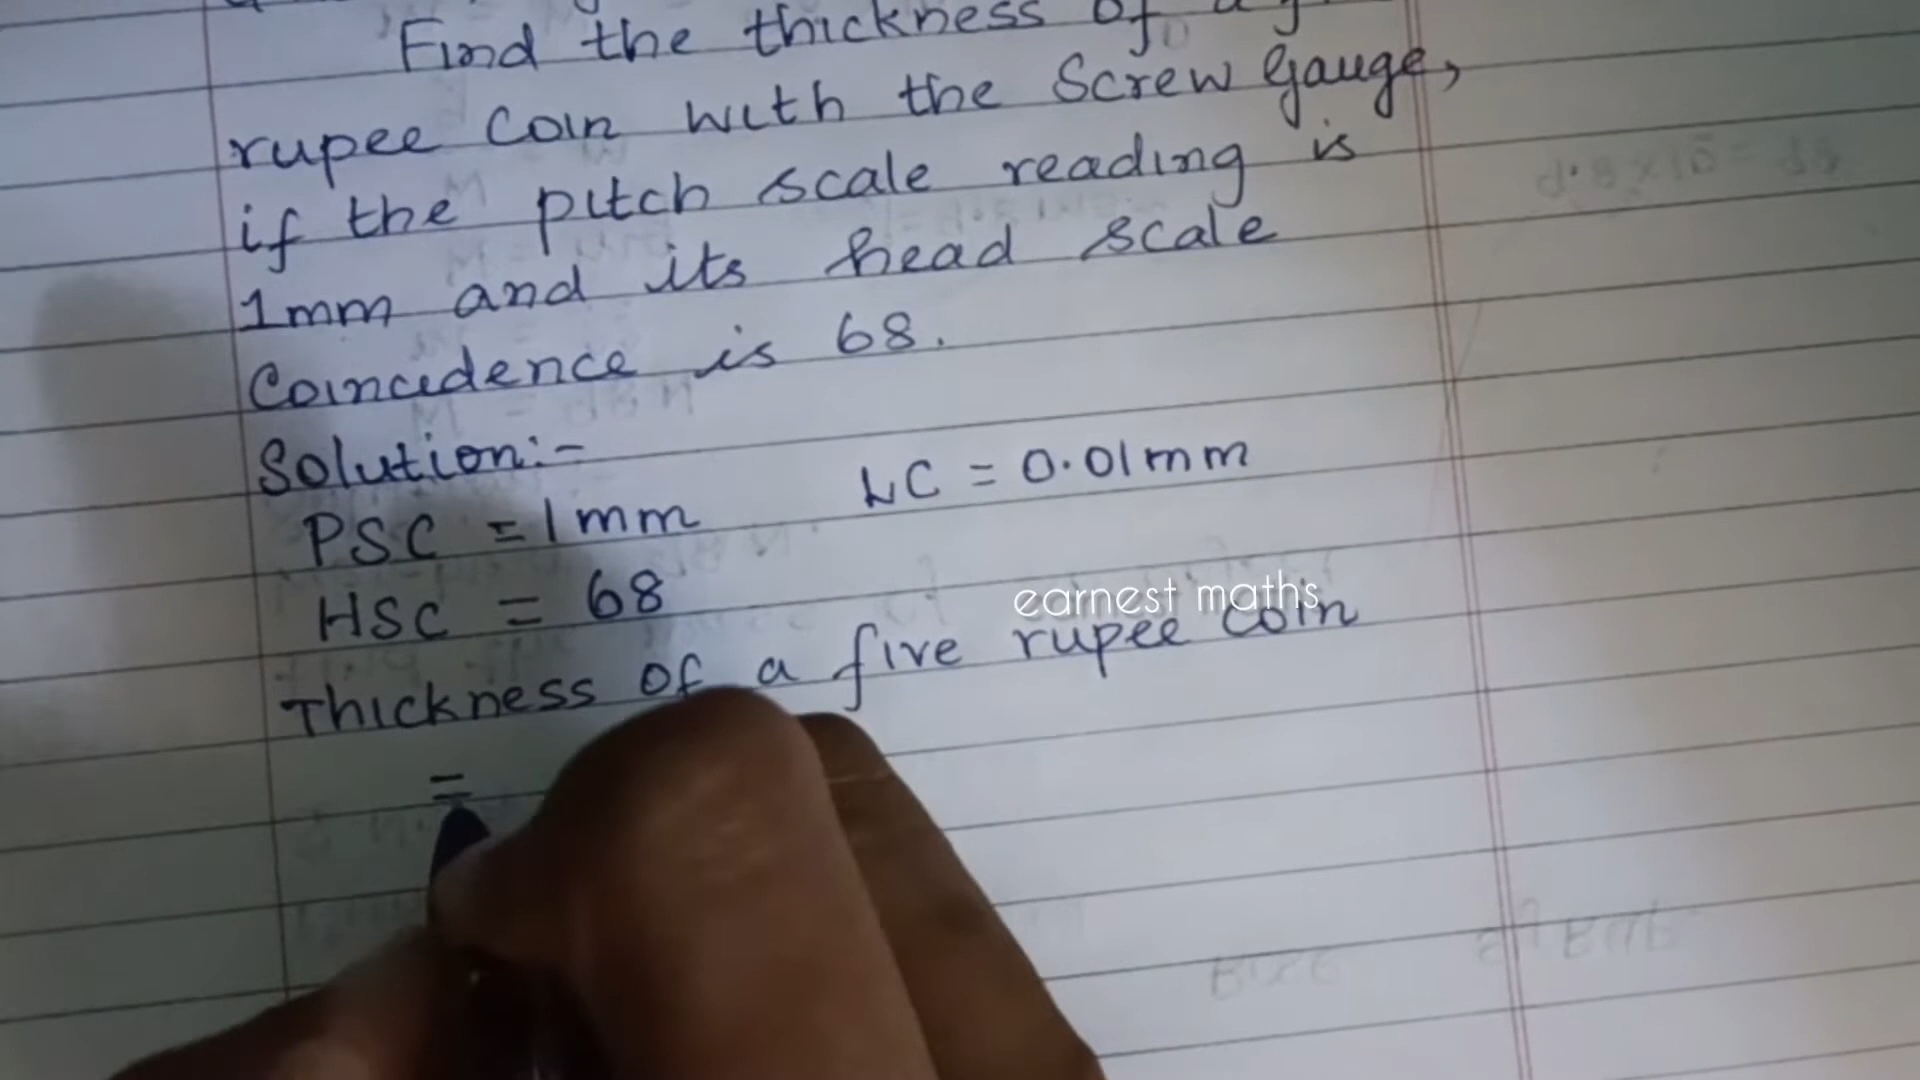 Find the thickness of a
rupee Coin with the Screw Gauge,
if the pitch scale reading is
1mm and its head scale
Coincidence is 68.
Solution:-
PSC = 1mm LC = 0.01mm
HSC = 68
earnest maths
Thickness of a five rupee coin
=